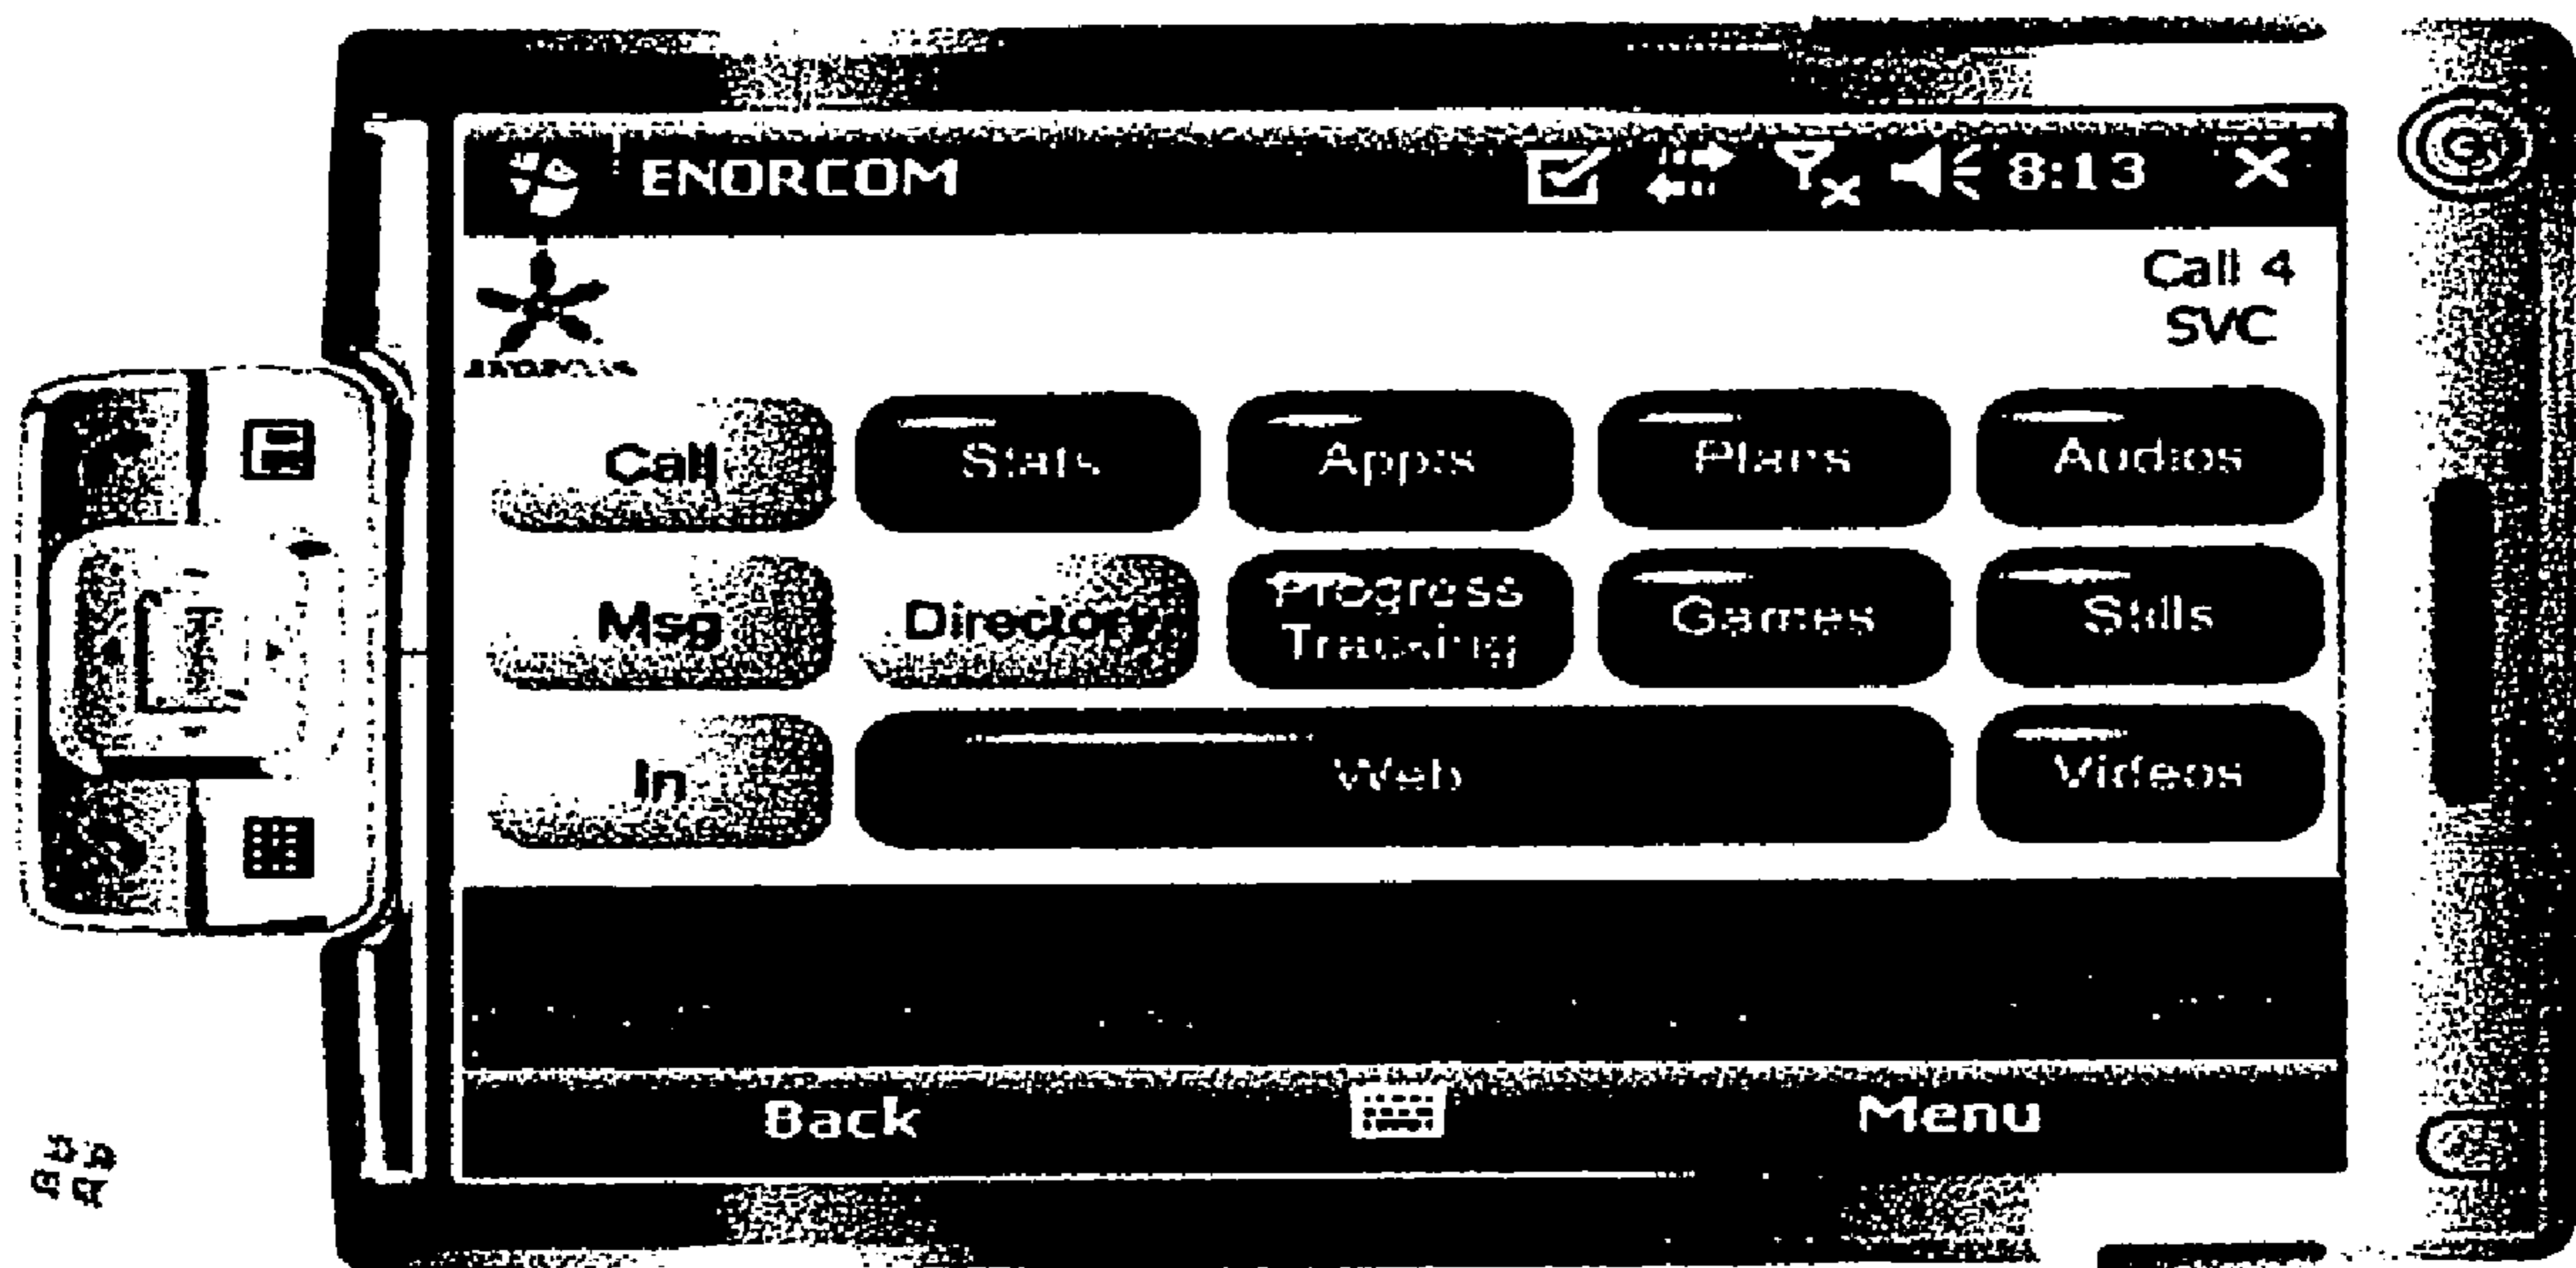 ENORCOM 8:13
Call 4
SVC
Call Stats Appts Plans Audios
Msg Directory Progress Tracking Games Stills
In Web Videos
Back Menu